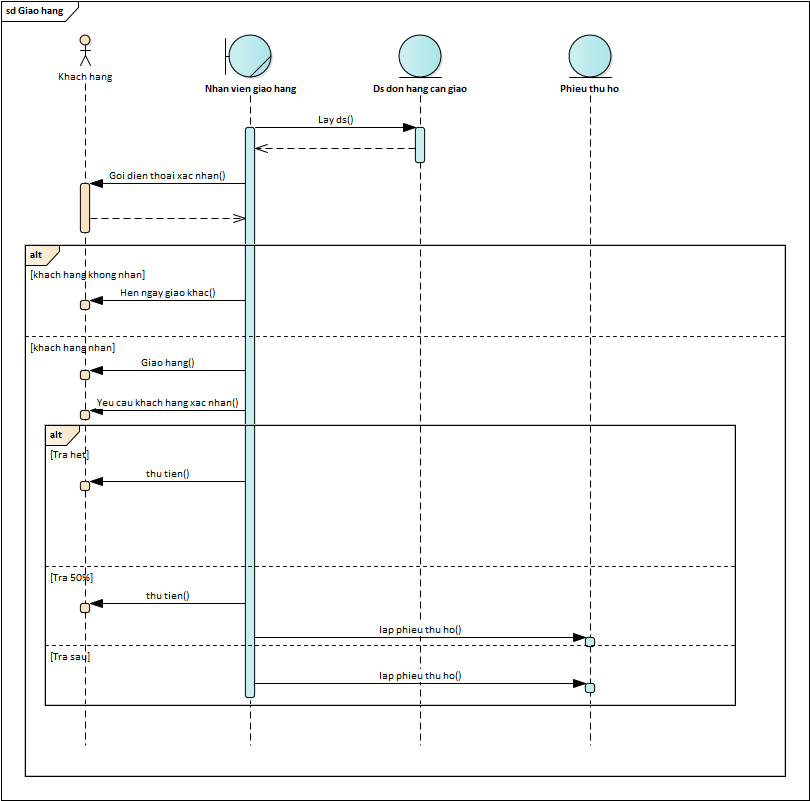 sd Giao hang
Khach hang
Nhan vien giao hang
Ds don hang can giao
Phieu thu ho
Lay ds()
Goi dien thoai xac nhan()
alt
[khach hang khong nhan]
Hen ngay giao khac()
[khach hang nhan]
Giao hang()
Yeu cau khach hang xac nhan()
alt
[Tra het]
thu tien()
[Tra 50%]
thu tien()
lap phieu thu ho()
[Tra sau]
lap phieu thu ho()